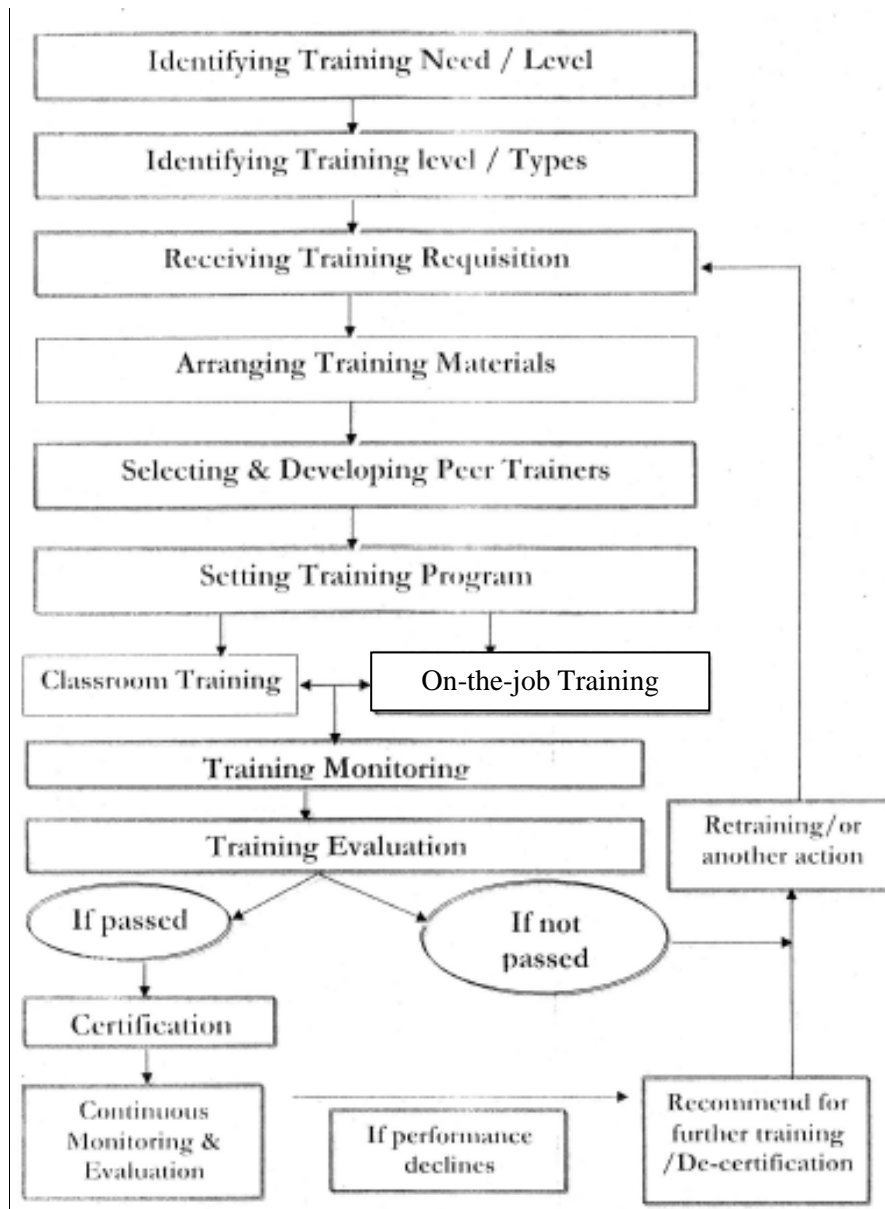 Identifying Training Need / Level
Identifying Training level / Types
Receiving Training Requisition
Arranging Training Materials
Selecting & Developing Peer Trainers
Setting Training Program
Classroom Training
On-the-job Training
Training Monitoring
Training Evaluation
Retraining/or
another action
If passed
If not
passed
Certification
Continuous
Monitoring &
Evaluation
If performance
declines
Recommend for
further training
/De-certification